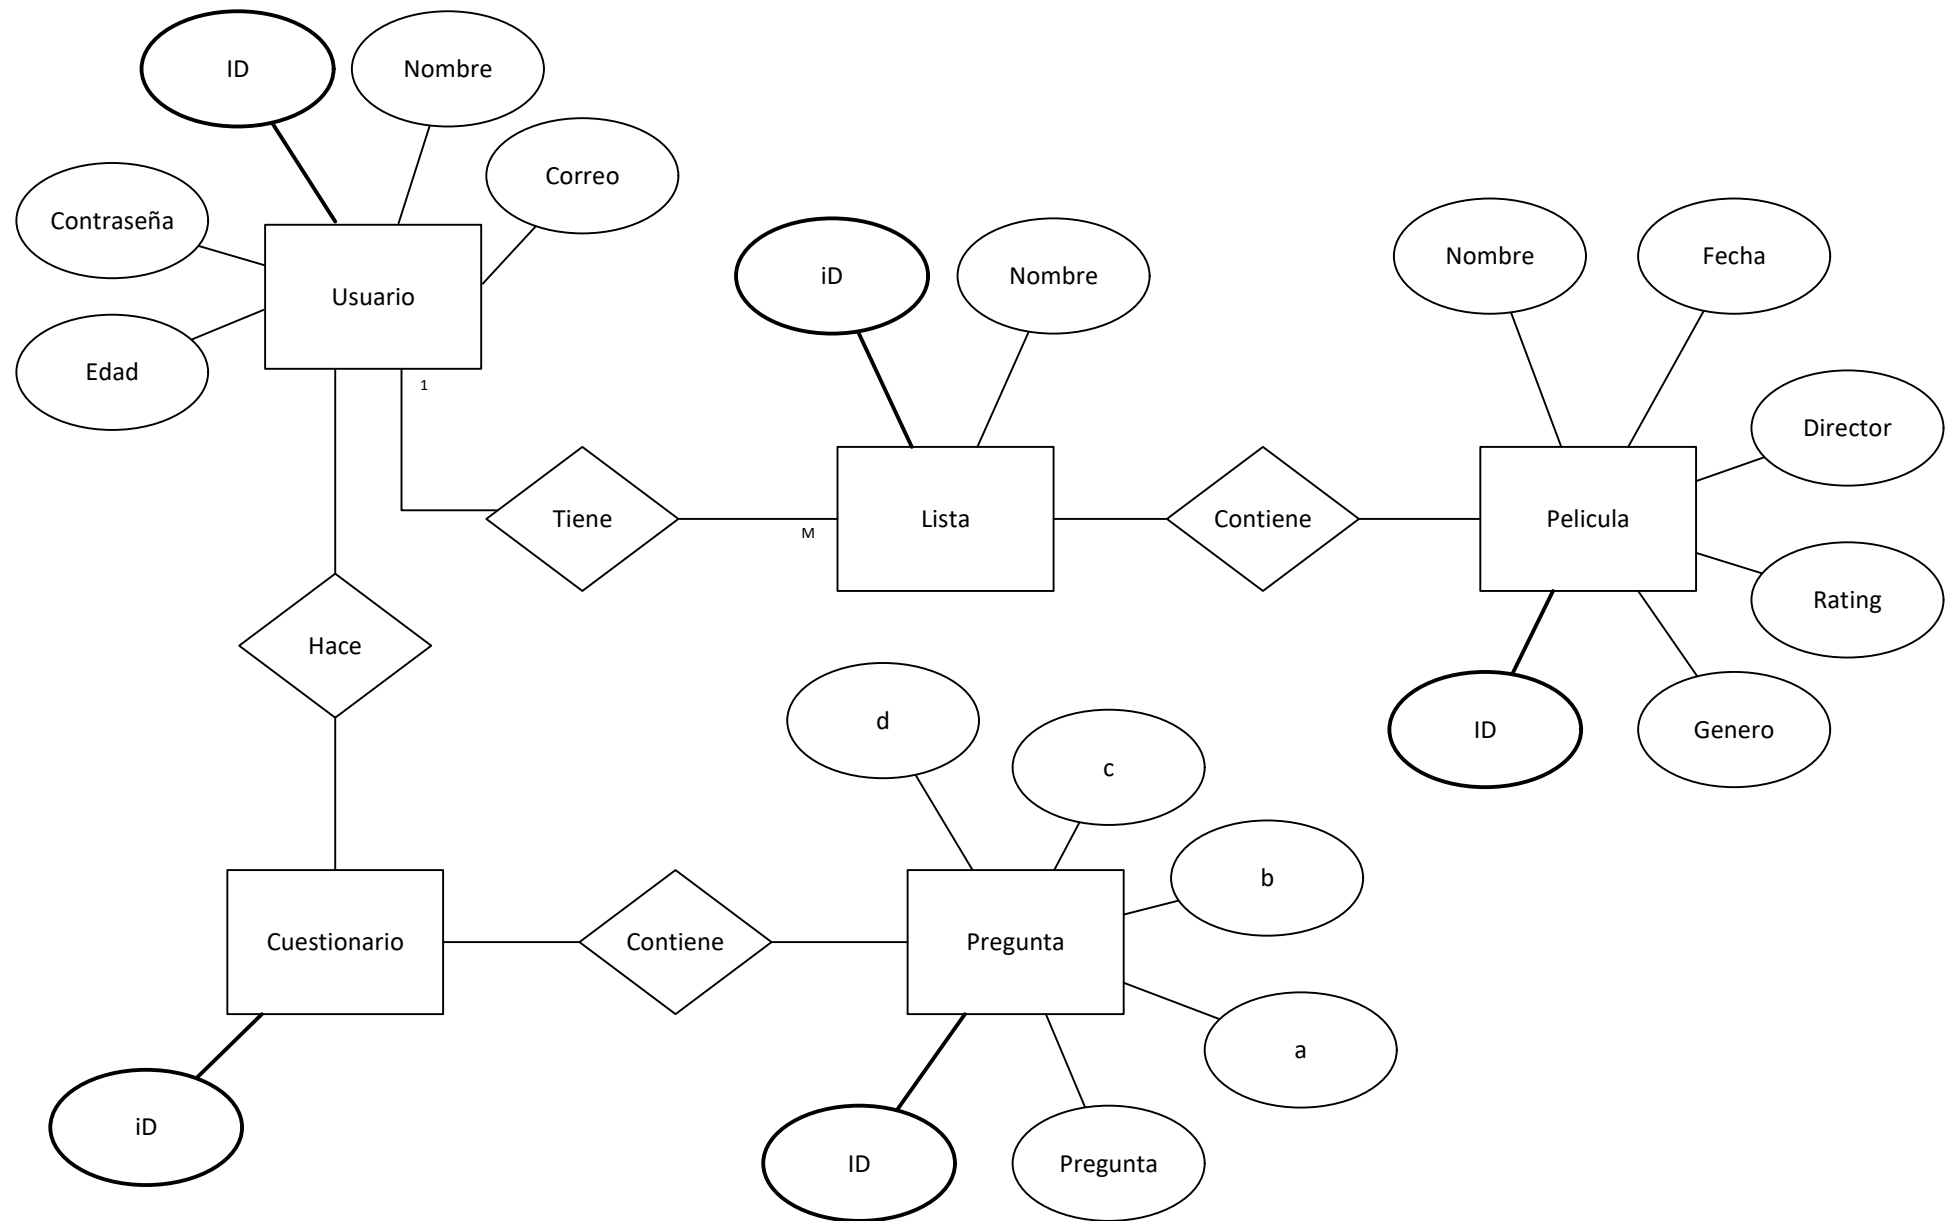 ID
Nombre
Correo
Contraseña
Usuario
Edad
1
iD
Nombre
Nombre
Fecha
Director
Tiene
M
Lista
Contiene
Pelicula
Rating
Hace
ID
Genero
d
c
b
Cuestionario
Contiene
Pregunta
a
iD
ID
Pregunta